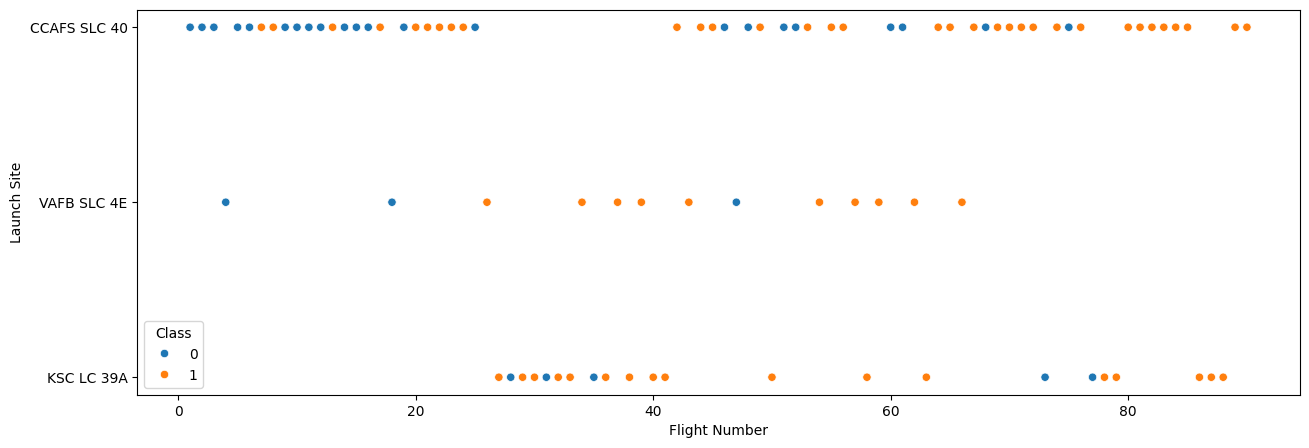 CCAFS SLC 40
VAFB SLC 4E
KSC LC 39A
Launch Site
Class
0
1
0 20 40 60 80
Flight Number